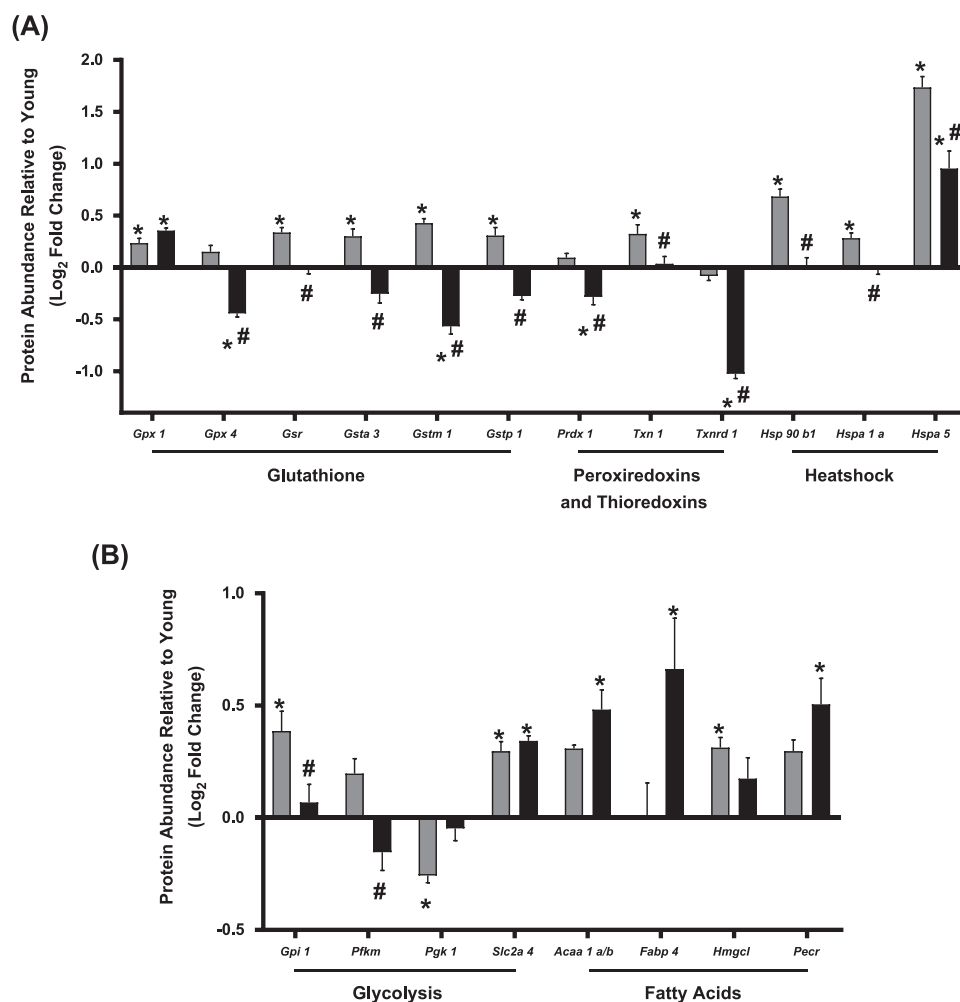 (A)
Protein Abundance Relative to Young
(Log2 Fold Change)
2.0
1.5
1.0
0.5
0.0
-0.5
-1.0
* * * # * # * # * # * # * # * # * # * # * # * * #
Gpx 1 Gpx 4 Gsr Gsta 3 Gstm 1 Gstp 1 Prdx 1 Txn 1 Txnrd 1 Hsp 90 b1 Hspa 1 a Hspa 5
Glutathione Peroxiredoxins Heatshock
and Thioredoxins
(B)
Protein Abundance Relative to Young
(Log2 Fold Change)
1.0
0.5
0.0
-0.5
* # # * * * * * * *
Gpi 1 Pfkm Pgk 1 Slc2a 4 Acaa 1 a/b Fabp 4 Hmgcl Pecr
Glycolysis Fatty Acids